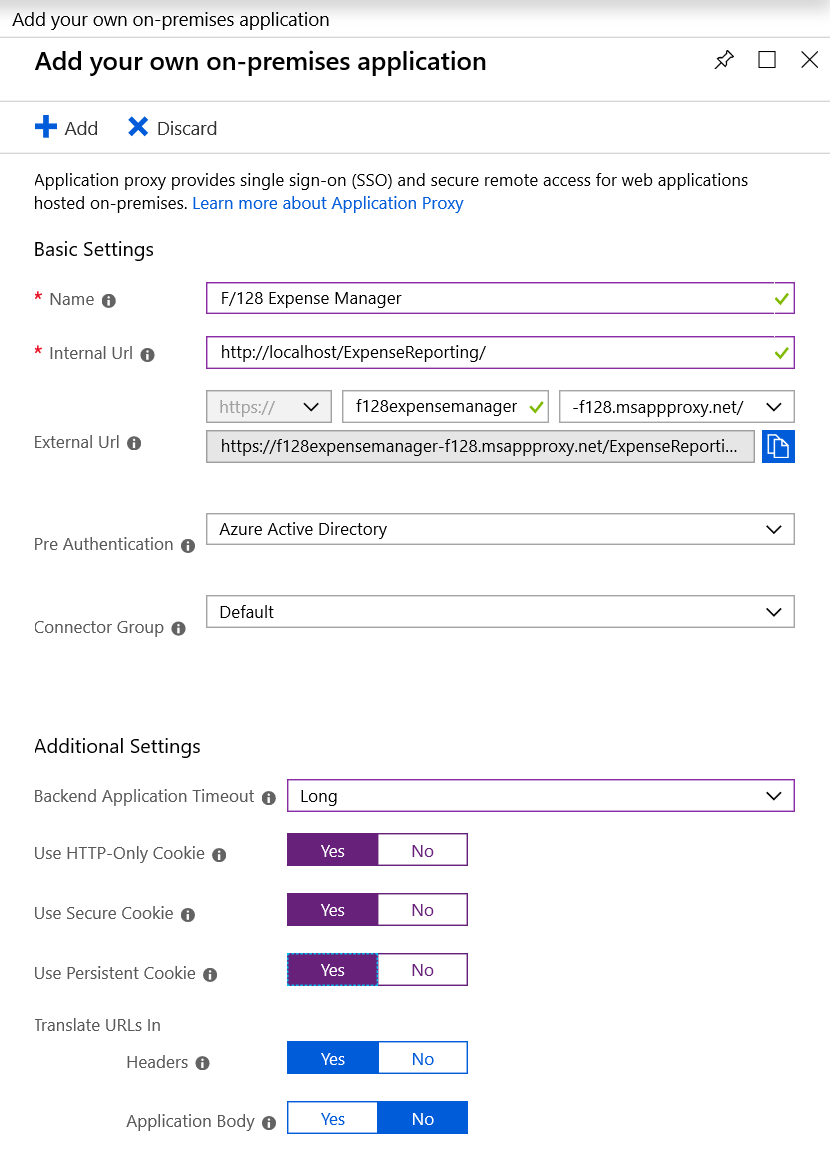 Add your own on-premises application
Add your own on-premises application
Add Discard
Application proxy provides single sign-on (SSO) and secure remote access for web applications
hosted on-premises. Learn more about Application Proxy
Basic Settings
* Name F/128 Expense Manager
* Internal Url http://localhost/ExpenseReporting/
https:// f128expensemanager -f128.msappproxy.net/
External Url https://f128expensemanager-f128.msappproxy.net/ExpenseReporti...
Pre Authentication Azure Active Directory
Connector Group Default
Additional Settings
Backend Application Timeout Long
Use HTTP-Only Cookie Yes No
Use Secure Cookie Yes No
Use Persistent Cookie Yes No
Translate URLs In
Headers Yes No
Application Body Yes No